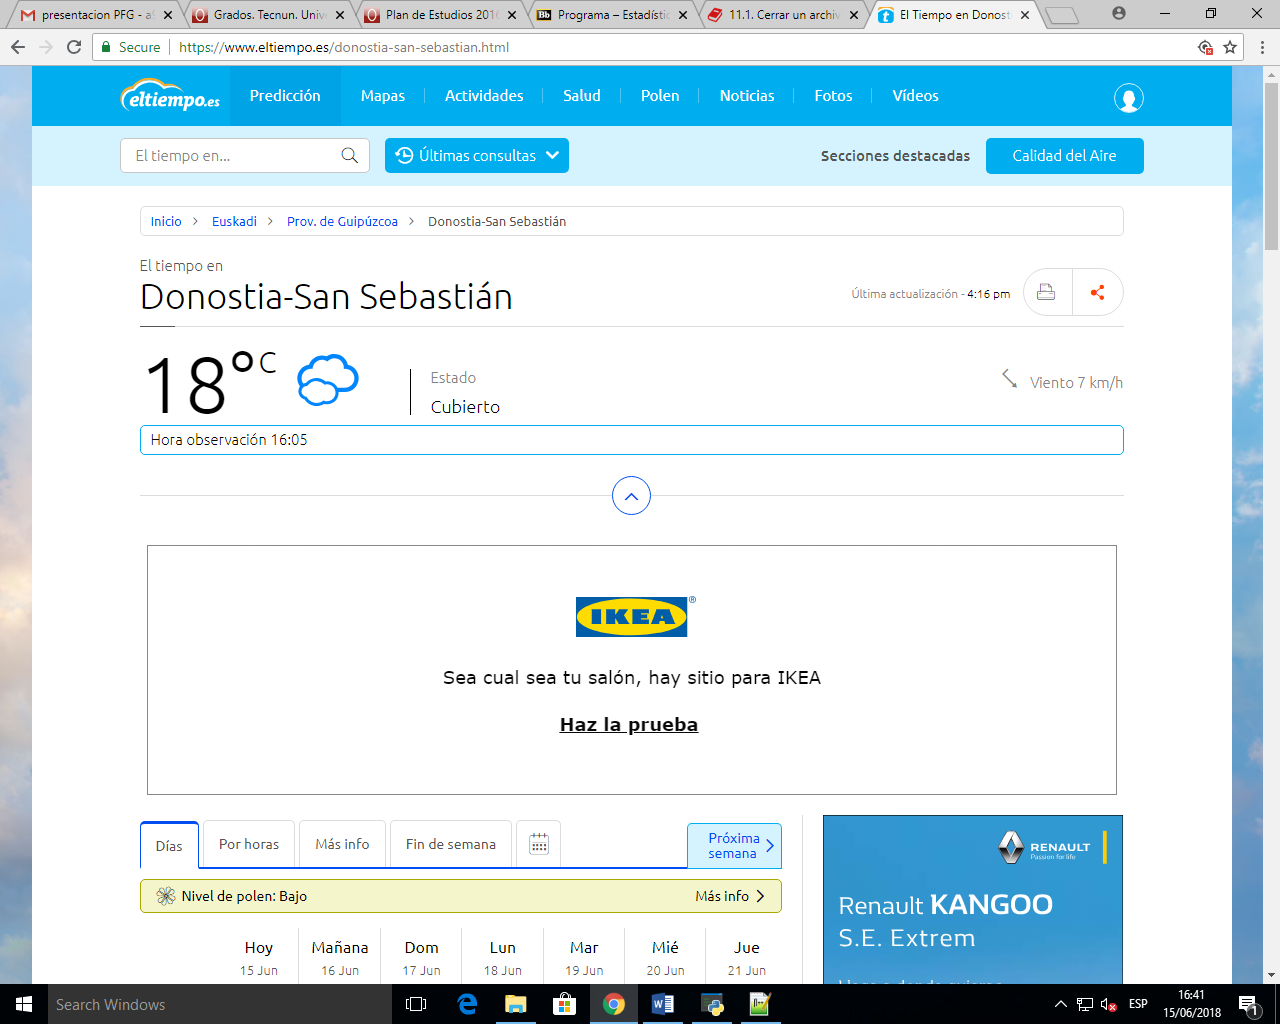 presentacion PFG - as
Grados. Tecnun. Unive
Plan de Estudios 2016
Bb Programa – Estadístic
11.1. Cerrar un archiv
El Tiempo en Donosti
Secure
https://www.eltiempo.es/donostia-san-sebastian.html
eltiempo.es
Predicción
Mapas
Actividades
Salud
Polen
Noticias
Fotos
Vídeos
El tiempo en...
Últimas consultas
Secciones destacadas
Calidad del Aire
Inicio > Euskadi > Prov. de Guipúzcoa > Donostia-San Sebastián
El tiempo en
Donostia-San Sebastián
Última actualización - 4:16 pm
18°C
Estado
Cubierto
Viento 7 km/h
Hora observación 16:05
IKEA®
Sea cual sea tu salón, hay sitio para IKEA
Haz la prueba
Días
Por horas
Más info
Fin de semana
Próxima
semana
Nivel de polen: Bajo
Más info
Hoy Mañana Dom Lun Mar Mié Jue
15 Jun 16 Jun 17 Jun 18 Jun 19 Jun 20 Jun 21 Jun
RENAULT
Passion for life
Renault KANGOO
S.E. Extrem
Search Windows
ESP
16:41
15/06/2018
1